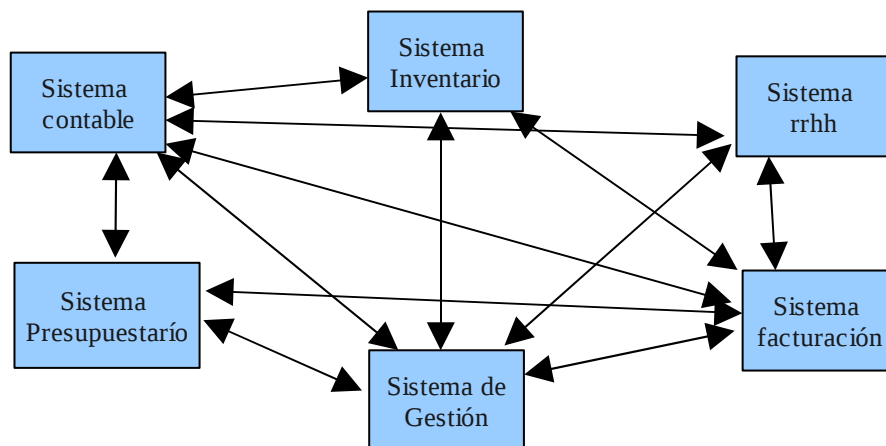 Sistema
contable
Sistema
Inventario
Sistema
rrhh
Sistema
Presupuestarío
Sistema de
Gestión
Sistema
facturación